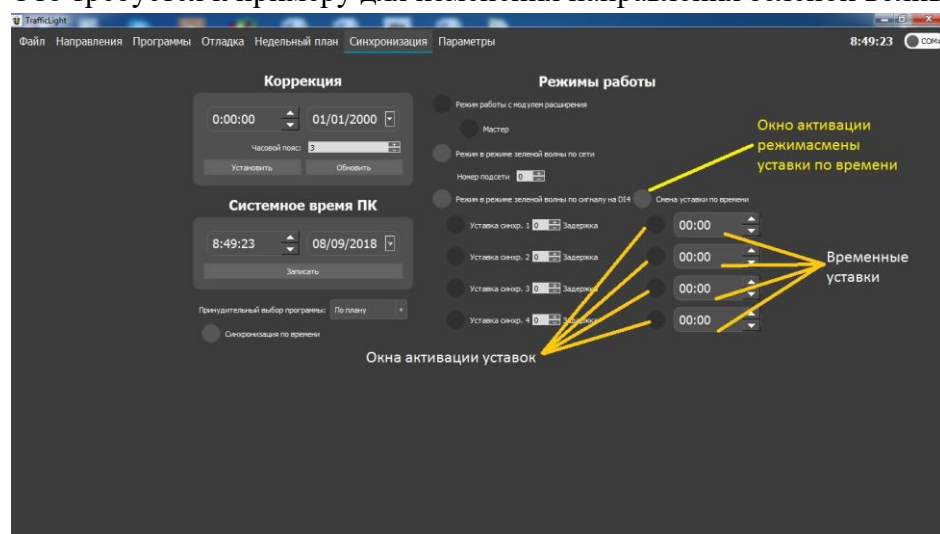 TrafficLight
Файл Направления Программы Отладка Недельный план Синхронизация Параметры 8:49:23
Коррекция
0:00:00 01/01/2000
Часовой пояс: 3
Установить Обновить
Системное время ПК
8:49:23 08/09/2018
Записать
Принудительный выбор программы: По плану
Синхронизация по времени
Режимы работы
Режим работы с модулем расширения
Мастер
Режим в режиме зеленой волны по сети
Номер подсети 0
Режим в режиме зеленой волны по сигналу на DI4 Смена уставки по времени
Уставка синхр. 1 0 Задержка 00:00
Уставка синхр. 2 0 Задержка 00:00
Уставка синхр. 3 0 Задержка 00:00
Уставка синхр. 4 0 Задержка 00:00
Окно активации
режимасмены
уставки по времени
Временные
уставки
Окна активации уставок